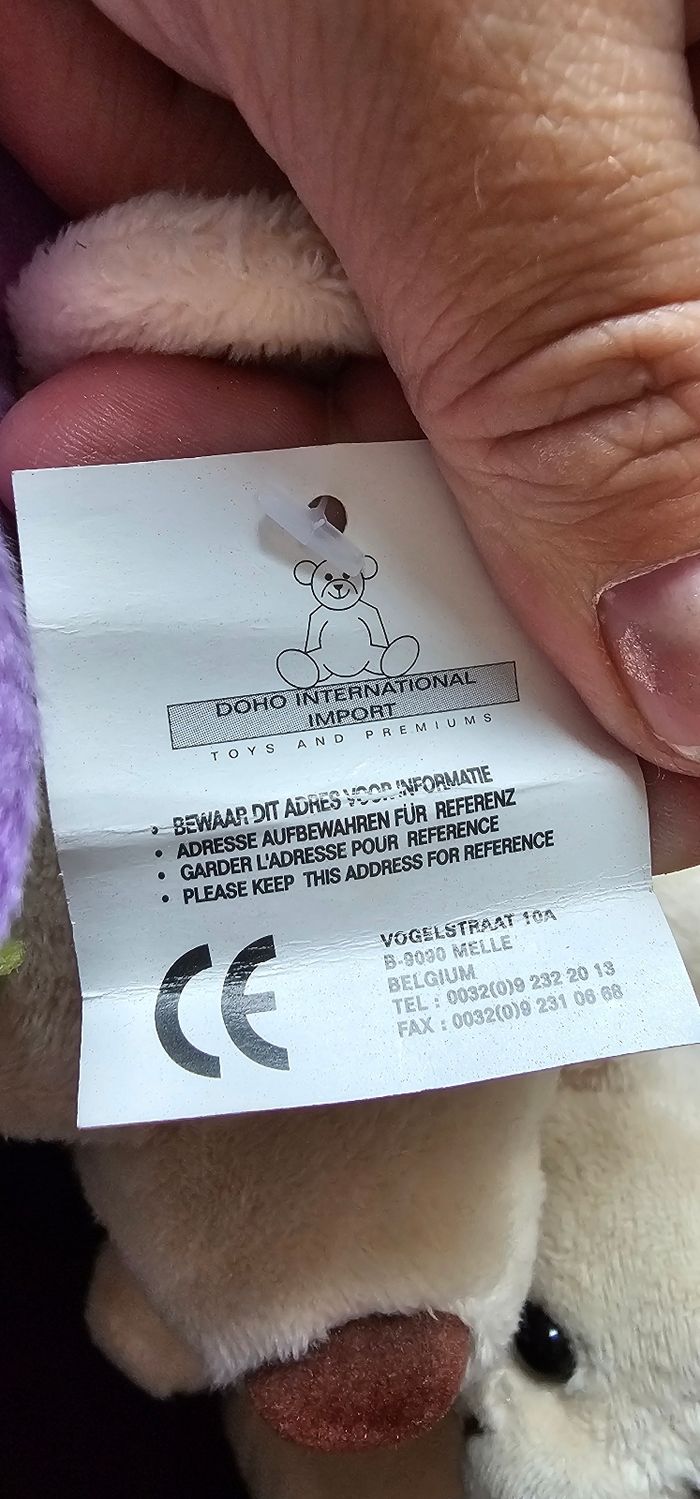 DOHO INTERNATIONAL
IMPORT
TOYS AND PREMIUMS
• BEWAAR DIT ADRES VOOR INFORMATIE
• ADRESSE AUFBEWAHREN FÜR REFERENZ
• GARDER L'ADRESSE POUR REFERENCE
• PLEASE KEEP THIS ADDRESS FOR REFERENCE
CE
VOGELSTRAAT 10A
B-9090 MELLE
BELGIUM
TEL : 0032(0)9 232 20 13
FAX : 0032(0)9 231 06 68